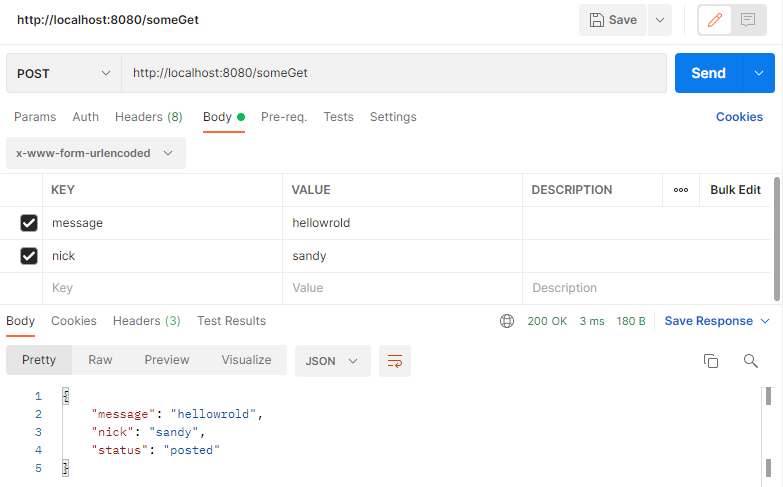 http://localhost:8080/someGet Save
POST http://localhost:8080/someGet Send
Params Auth Headers (8) Body Pre-req. Tests Settings Cookies
x-www-form-urlencoded
KEY VALUE DESCRIPTION ooo Bulk Edit
message hellowrold
nick sandy
Key Value Description
Body Cookies Headers (3) Test Results 200 OK 3 ms 180 B Save Response
Pretty Raw Preview Visualize JSON
1 {
2 "message": "hellowrold",
3 "nick": "sandy",
4 "status": "posted"
5 }